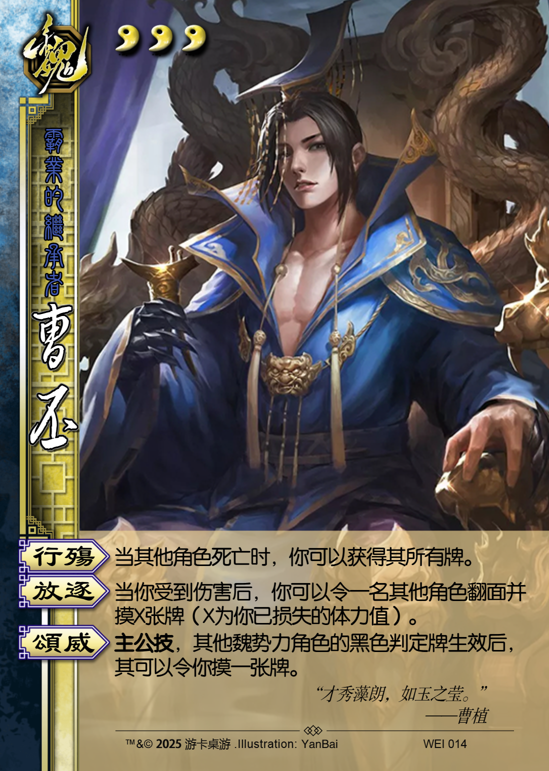 魏
霸業的繼承者
曹丕
行殤
当其他角色死亡时，你可以获得其所有牌。
放逐
当你受到伤害后，你可以令一名其他角色翻面并
摸X张牌（X为你已损失的体力值）。
頌威
主公技，其他魏势力角色的黑色判定牌生效后，
其可以令你摸一张牌。
“才秀藻朗，如玉之莹。”
——曹植
™&© 2025 游卡桌游 .Illustration: YanBai
WEI 014